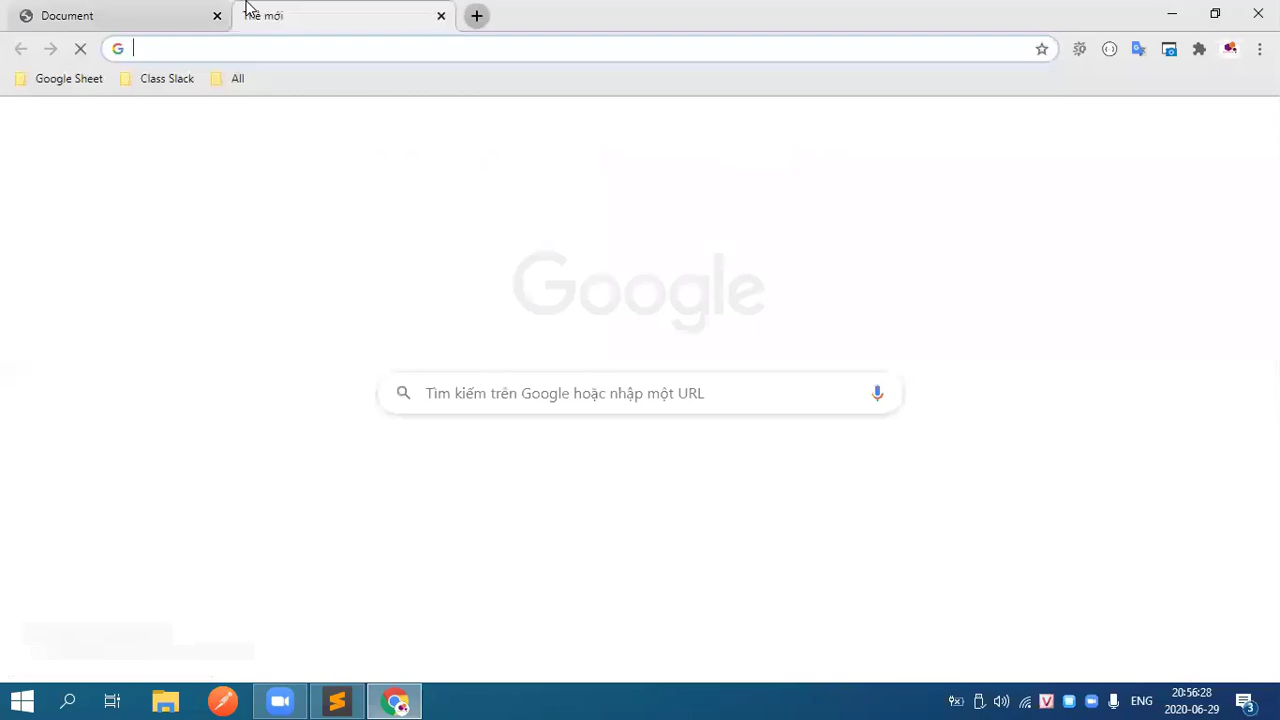 Document
Thẻ mới
Google Sheet
Class Slack
All
Google
Tìm kiếm trên Google hoặc nhập một URL
ENG
20:56:28
2020-06-29
3